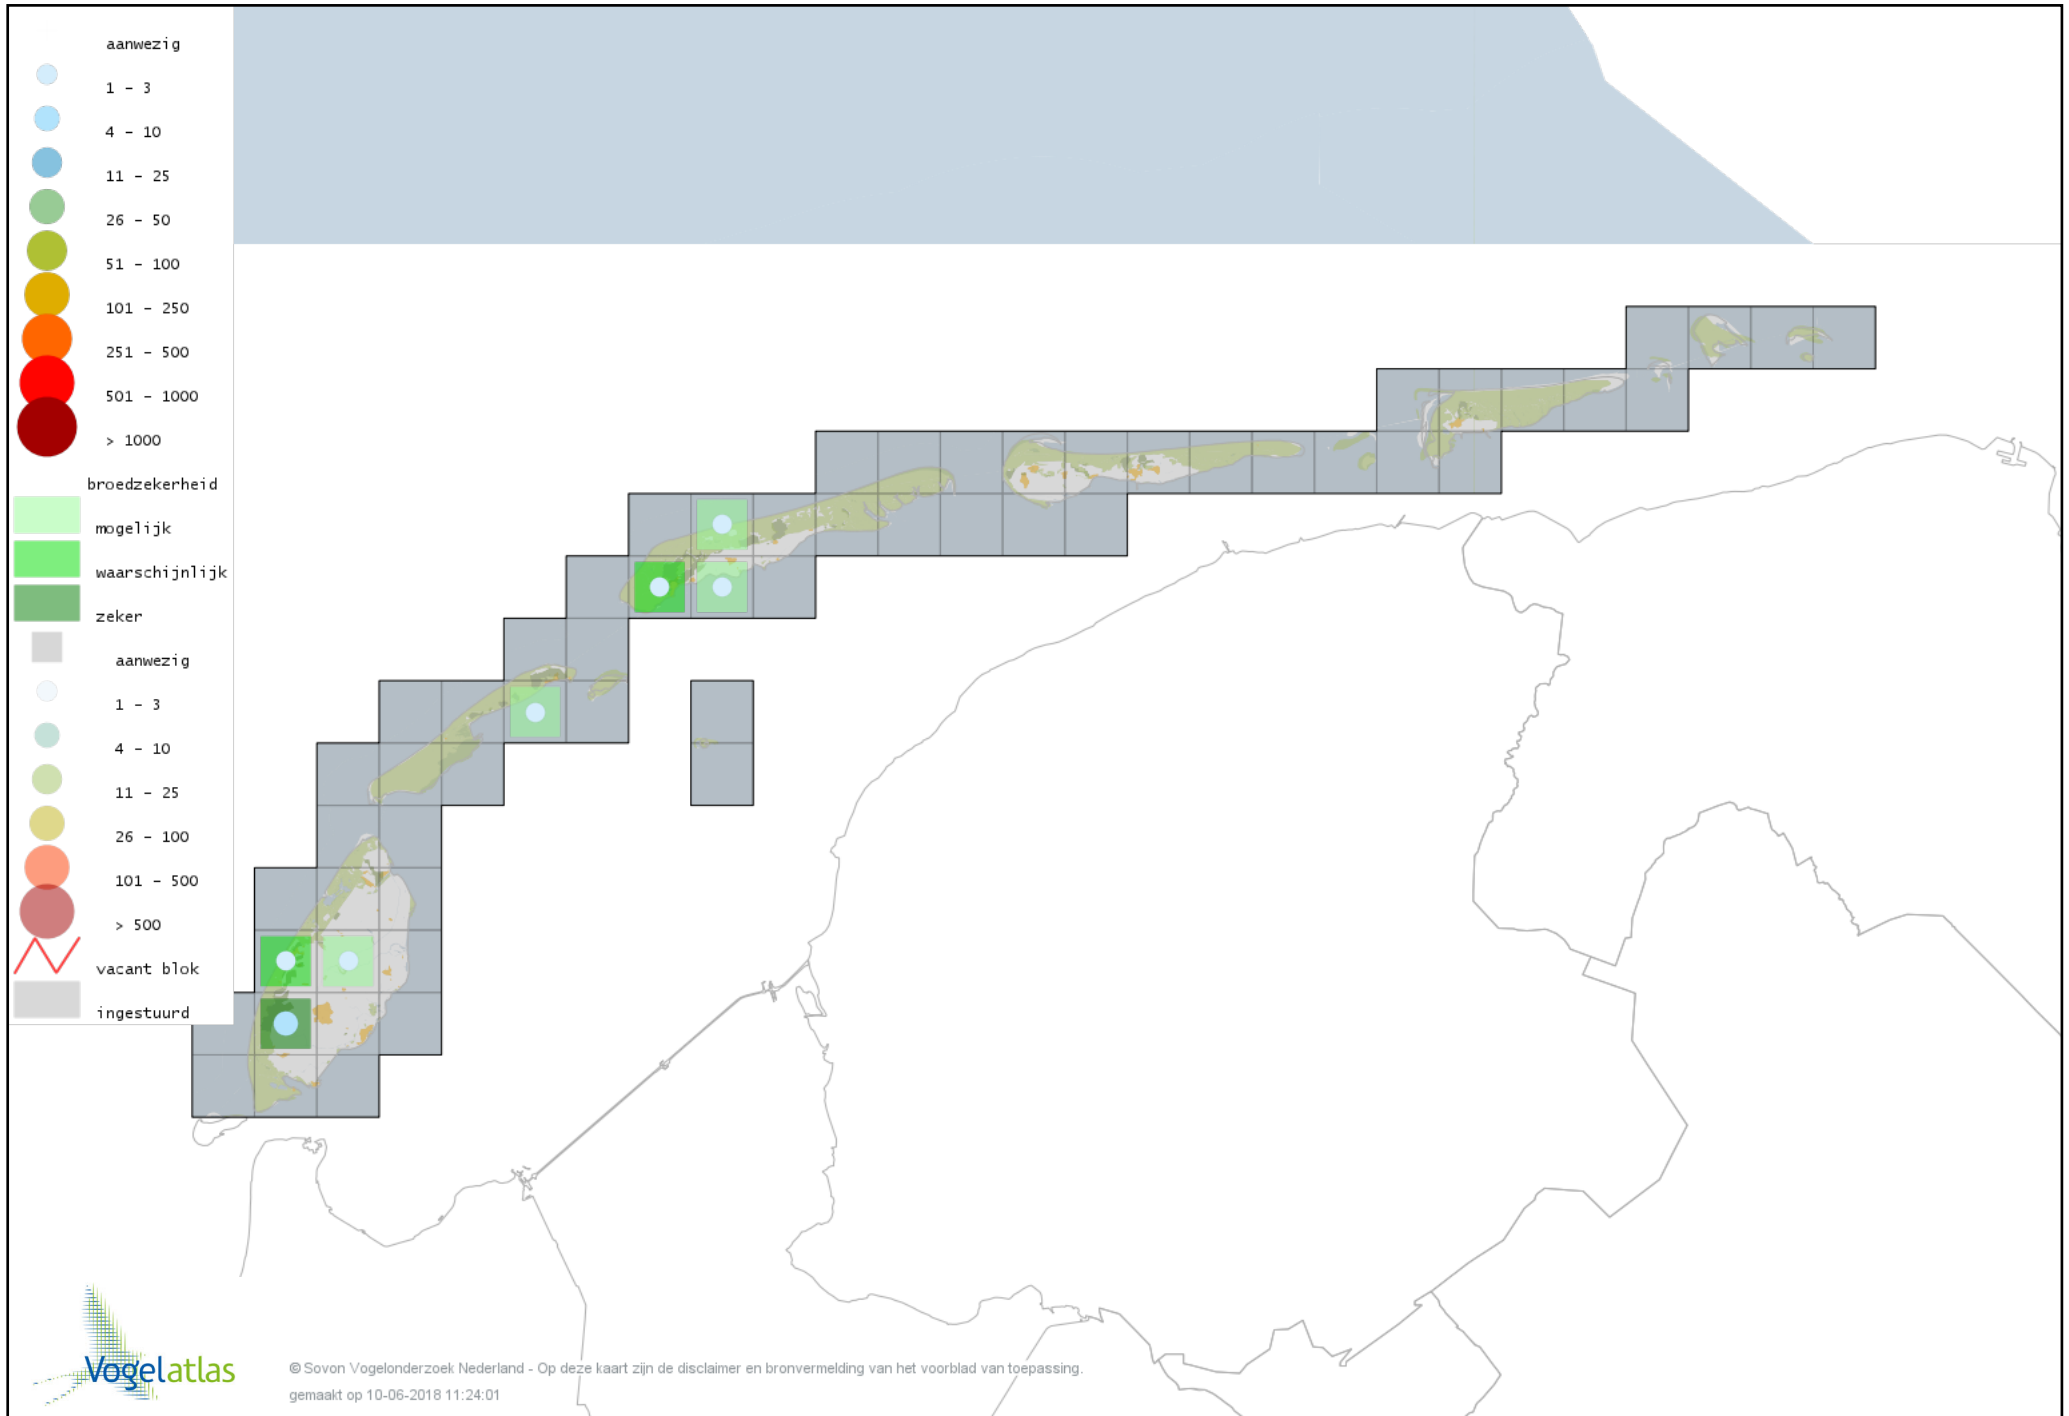 aanwezig
1 - 3
4 - 10
11 - 25
26 - 50
51 - 100
101 - 250
251 - 500
501 - 1000
> 1000
broedzekerheid
mogelijk
waarschijnlijk
zeker
aanwezig
1 - 3
4 - 10
11 - 25
26 - 100
101 - 500
> 500
vacant blok
ingestuurd
Vogelatlas
© Sovon Vogelonderzoek Nederland - Op deze kaart zijn de disclaimer en bronvermelding van het voorblad van toepassing.
gemaakt op 10-06-2018 11:24:01